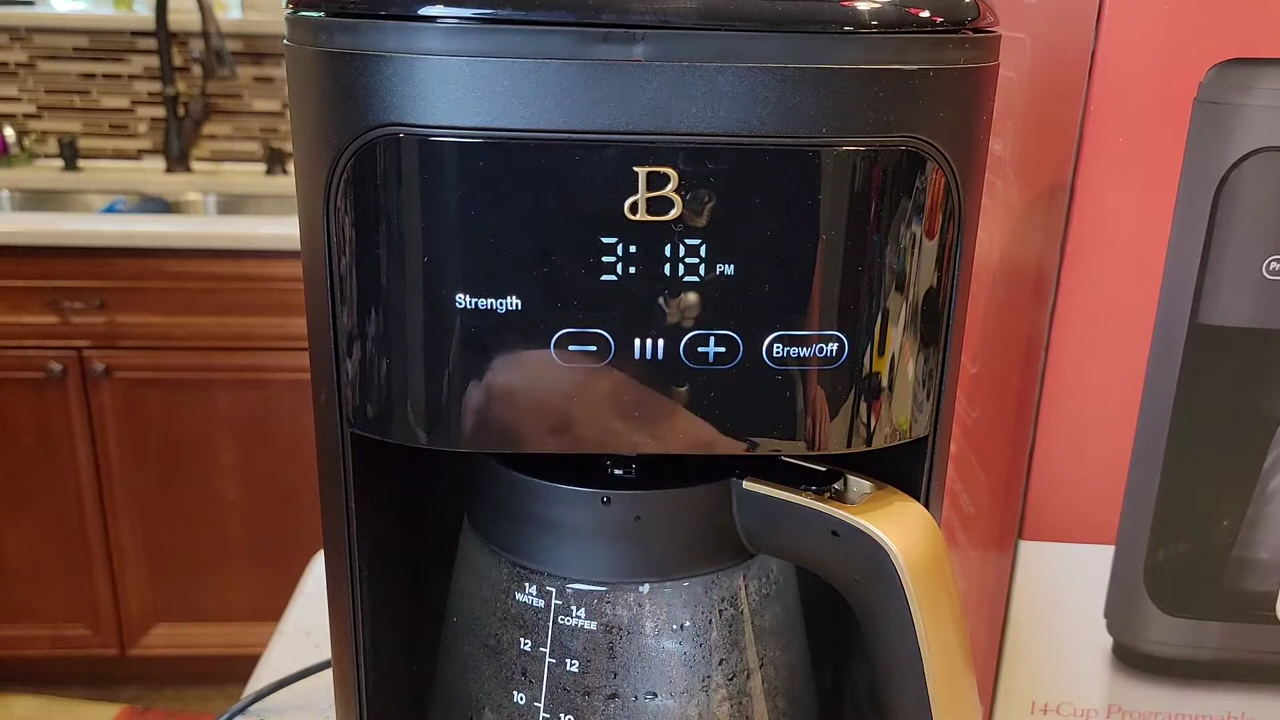 B
3:18 PM
Strength
− +
Brew/Off
14
WATER
14
COFFEE
12
12
10
14-Cup Programmable